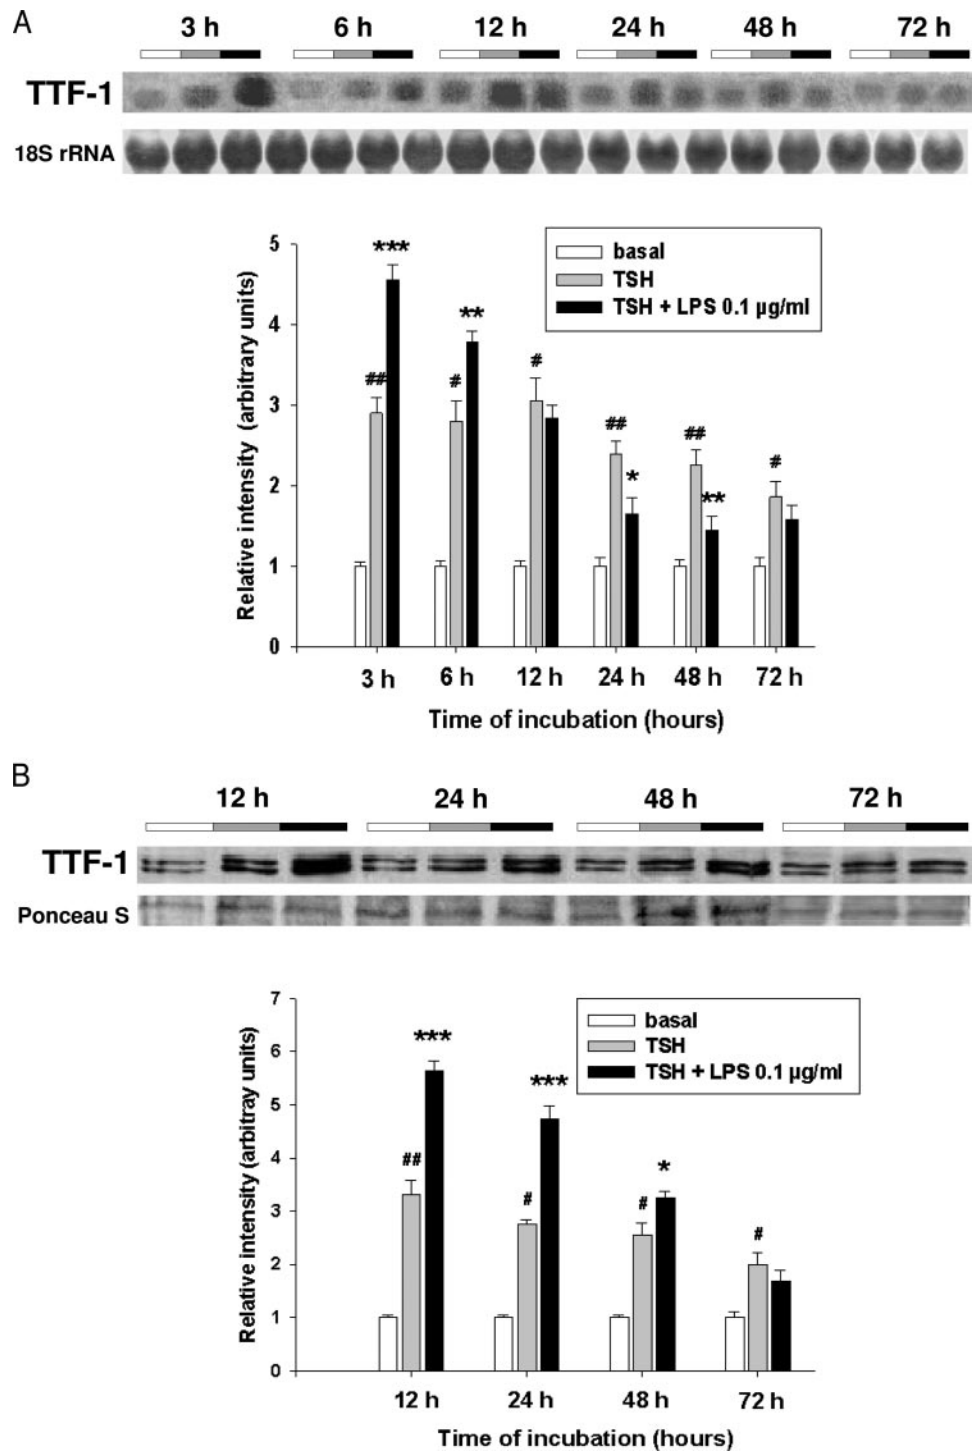 A
3 h 6 h 12 h 24 h 48 h 72 h
TTF-1
18S rRNA
Relative intensity (arbitrary units)
5
4
3
2
1
0
basal
TSH
TSH + LPS 0.1 µg/ml
*** ## # ** # ## * ## ** #
3 h 6 h 12 h 24 h 48 h 72 h
Time of incubation (hours)
B
12 h 24 h 48 h 72 h
TTF-1
Ponceau S
Relative intensity (arbitray units)
7
6
5
4
3
2
1
0
basal
TSH
TSH + LPS 0.1 µg/ml
## *** # *** # * #
12 h 24 h 48 h 72 h
Time of incubation (hours)